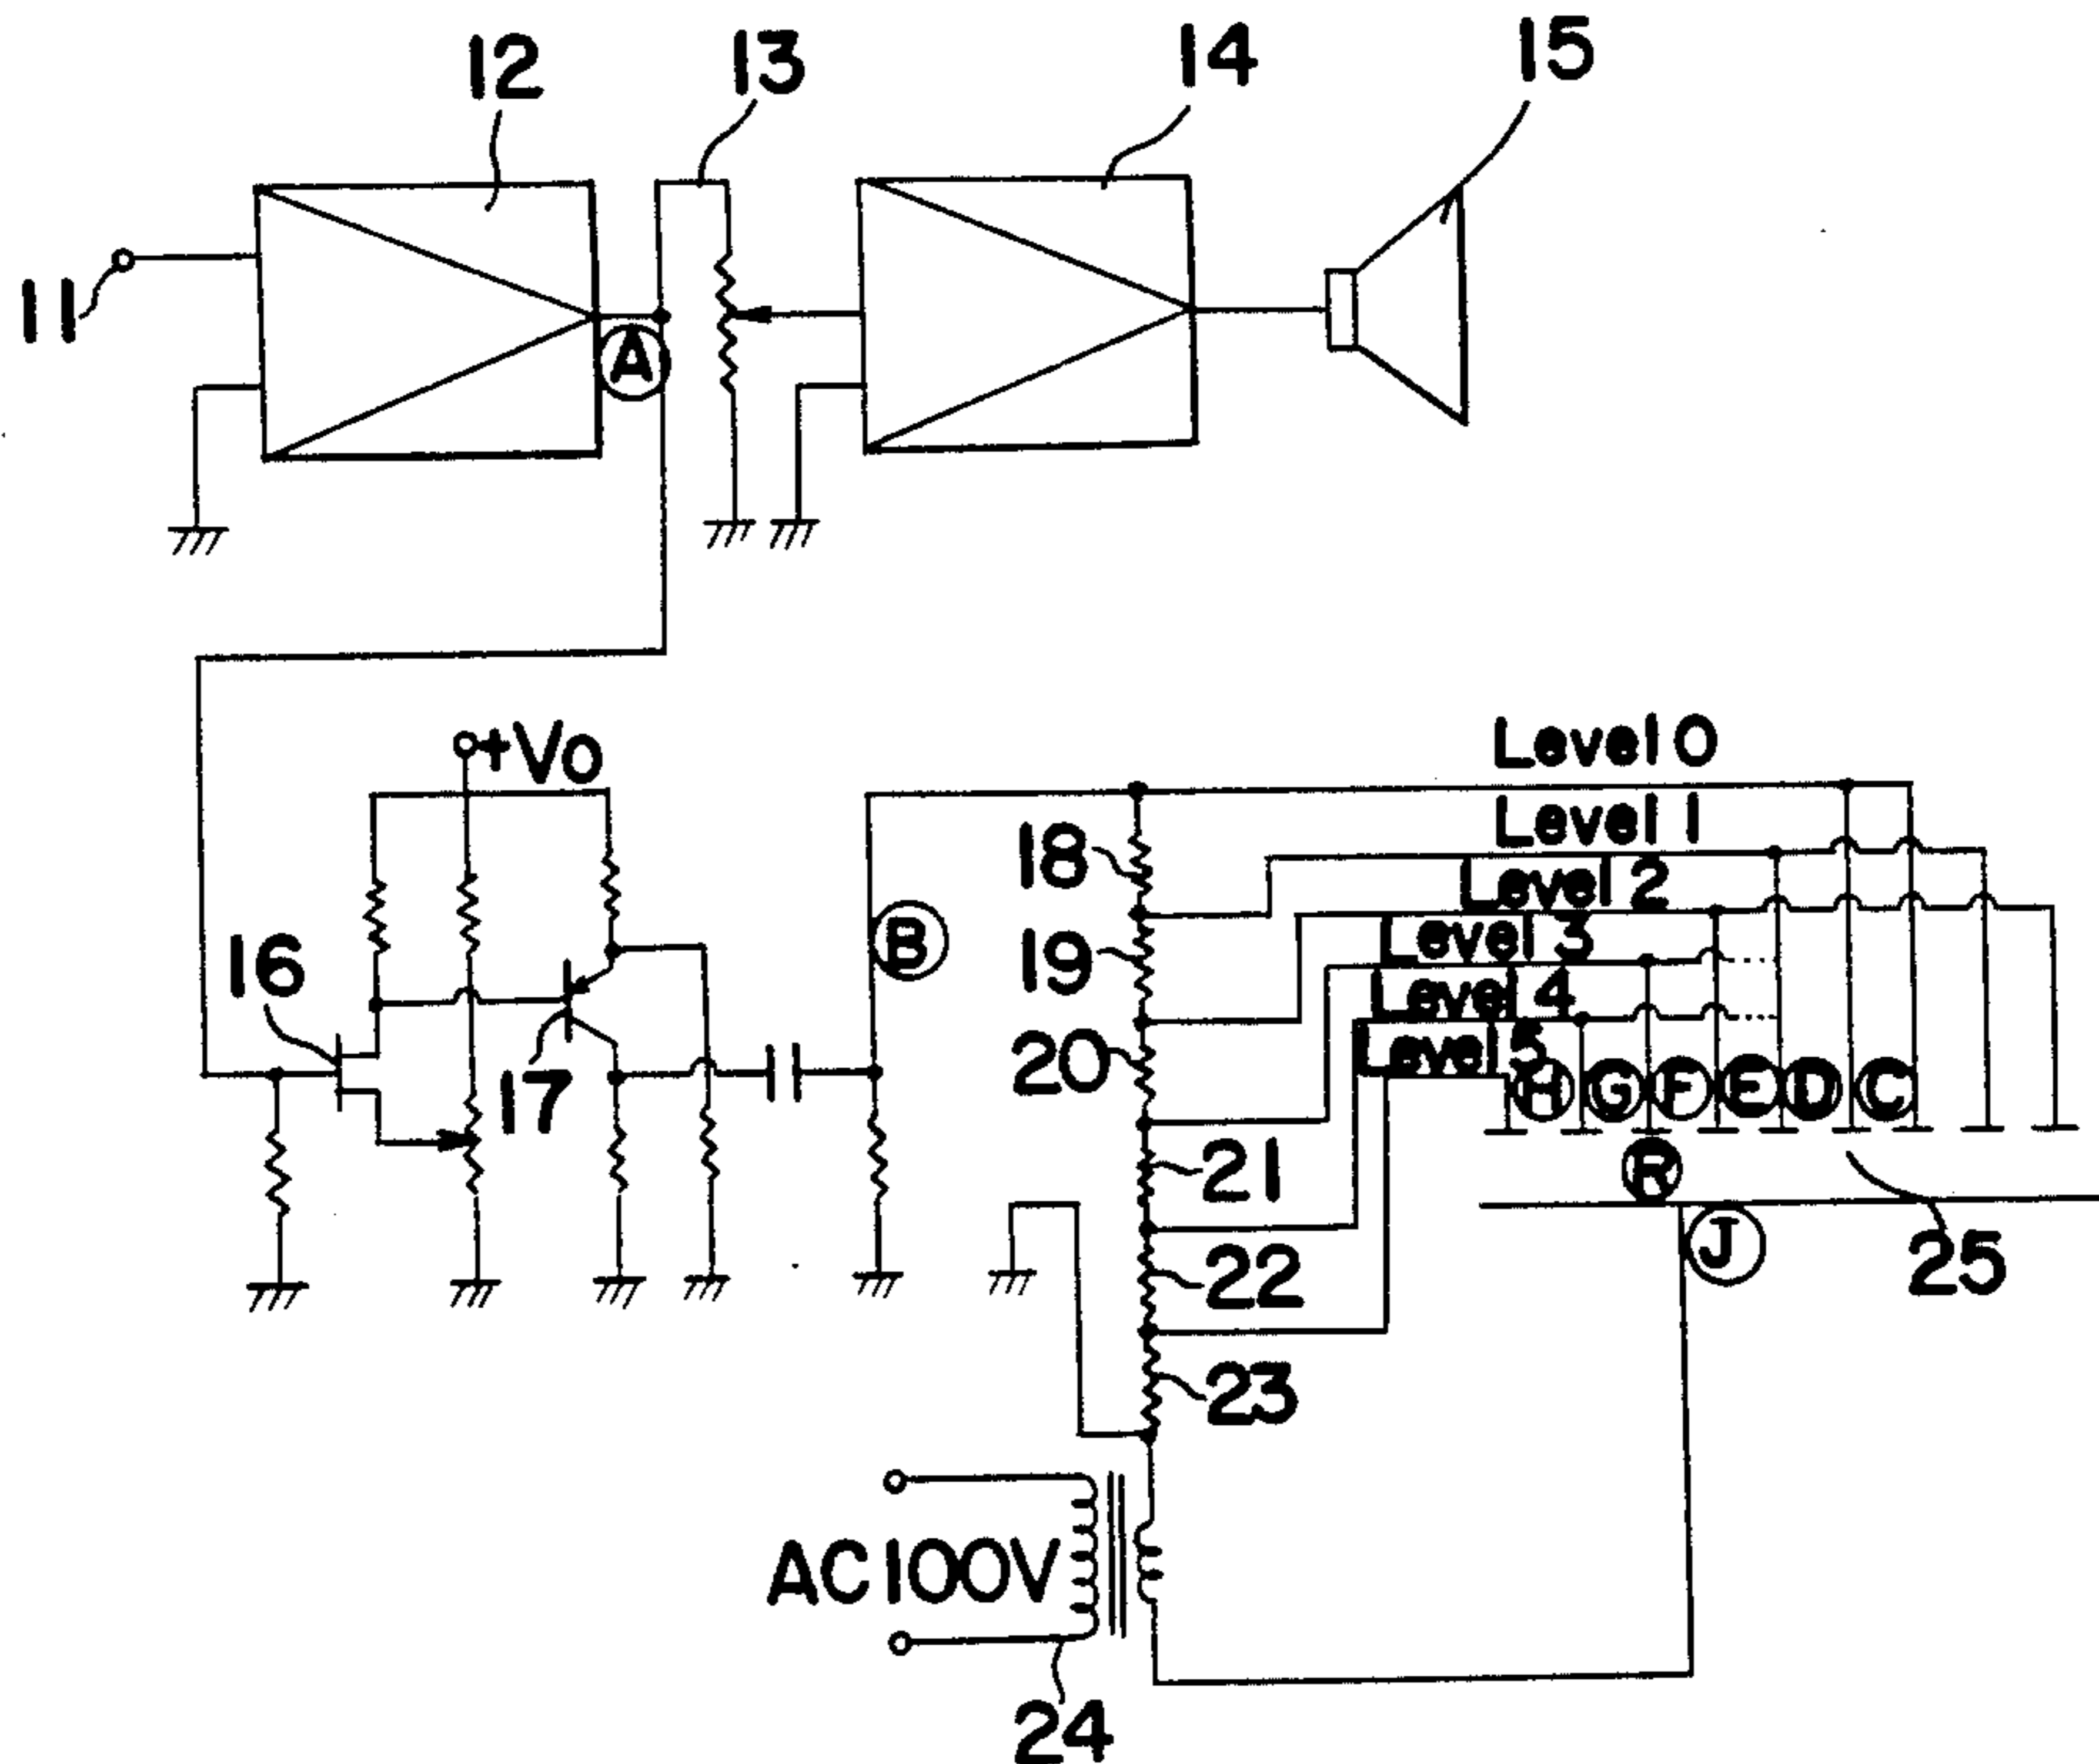 12
13
14
15
11
A
+Vo
Level 0
Level 1
Level 2
Level 3
Level 4
Level 5
18
19
20
16
17
B
H G F E D C
R
J
21
22
23
25
AC100V
24